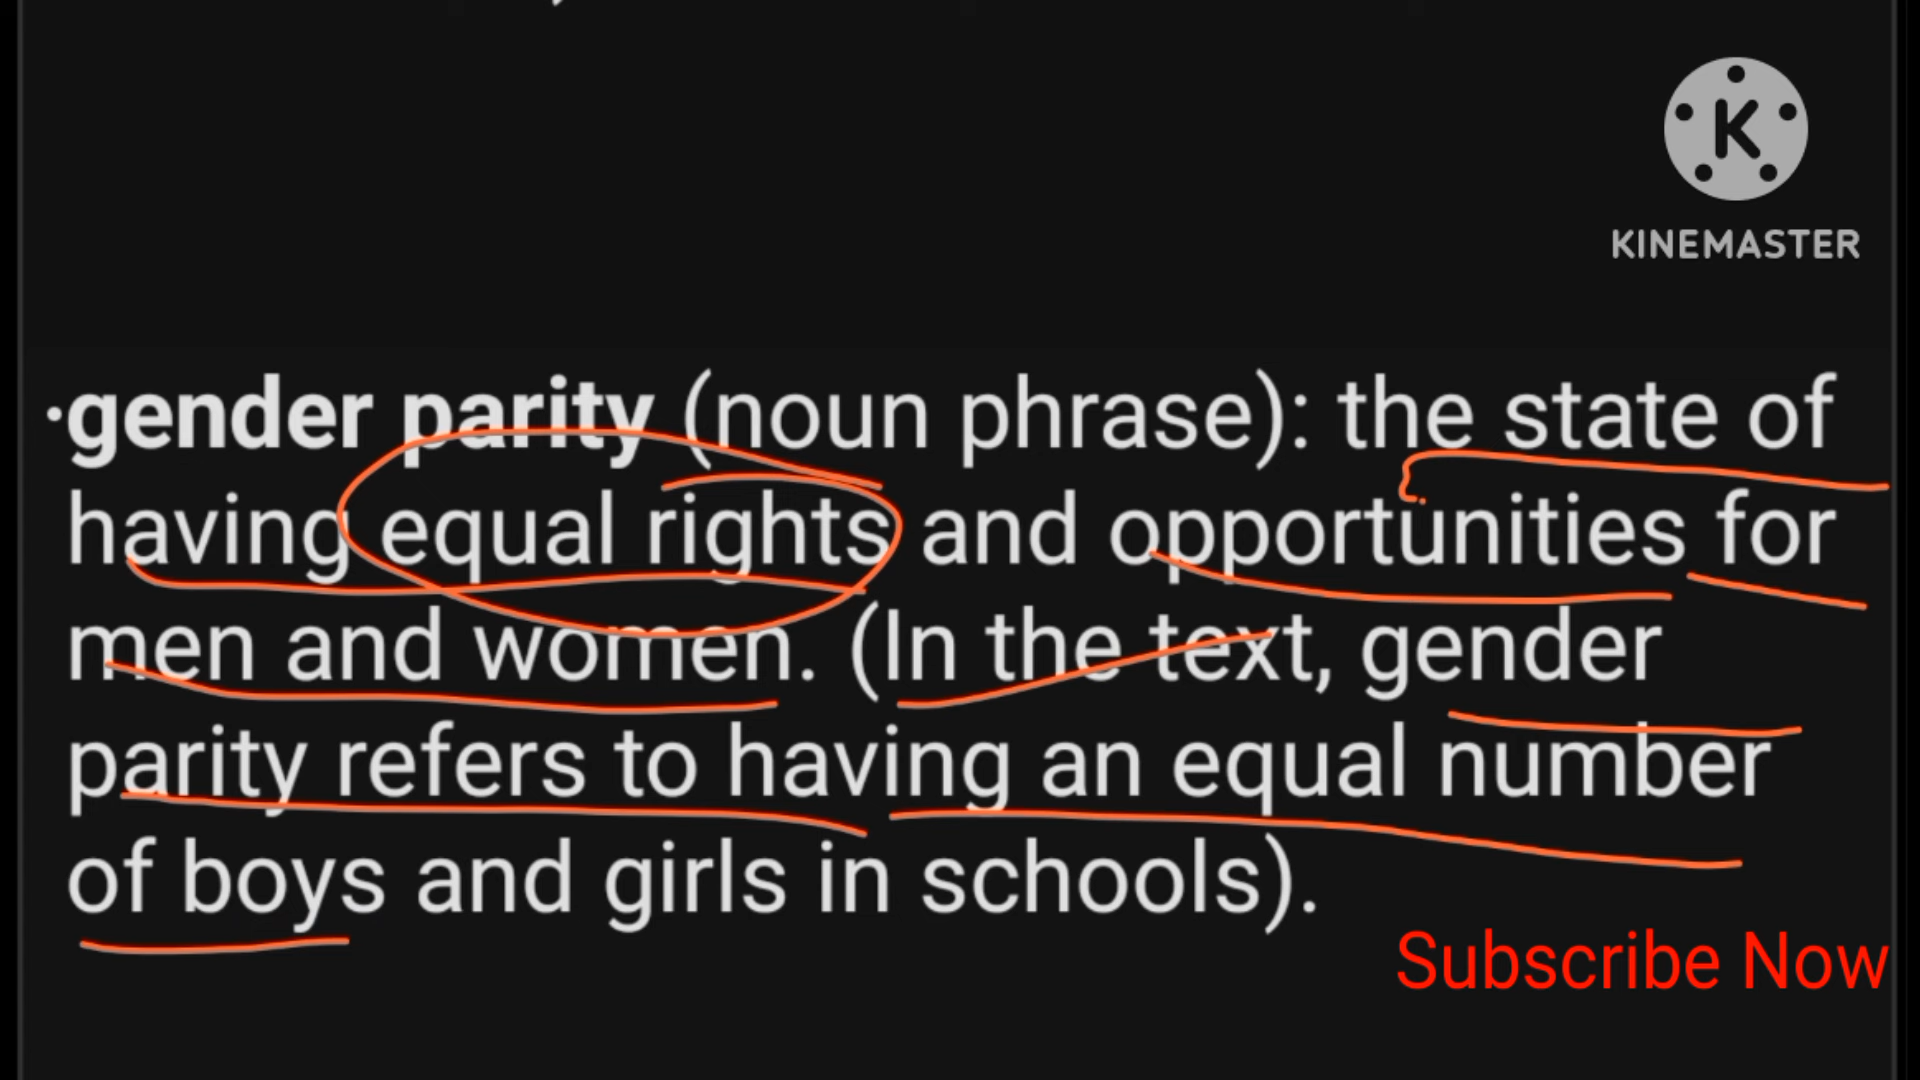 K
KINEMASTER
·gender parity (noun phrase): the state of
having equal rights and opportunities for
men and women. (In the text, gender
parity refers to having an equal number
of boys and girls in schools).
Subscribe Now